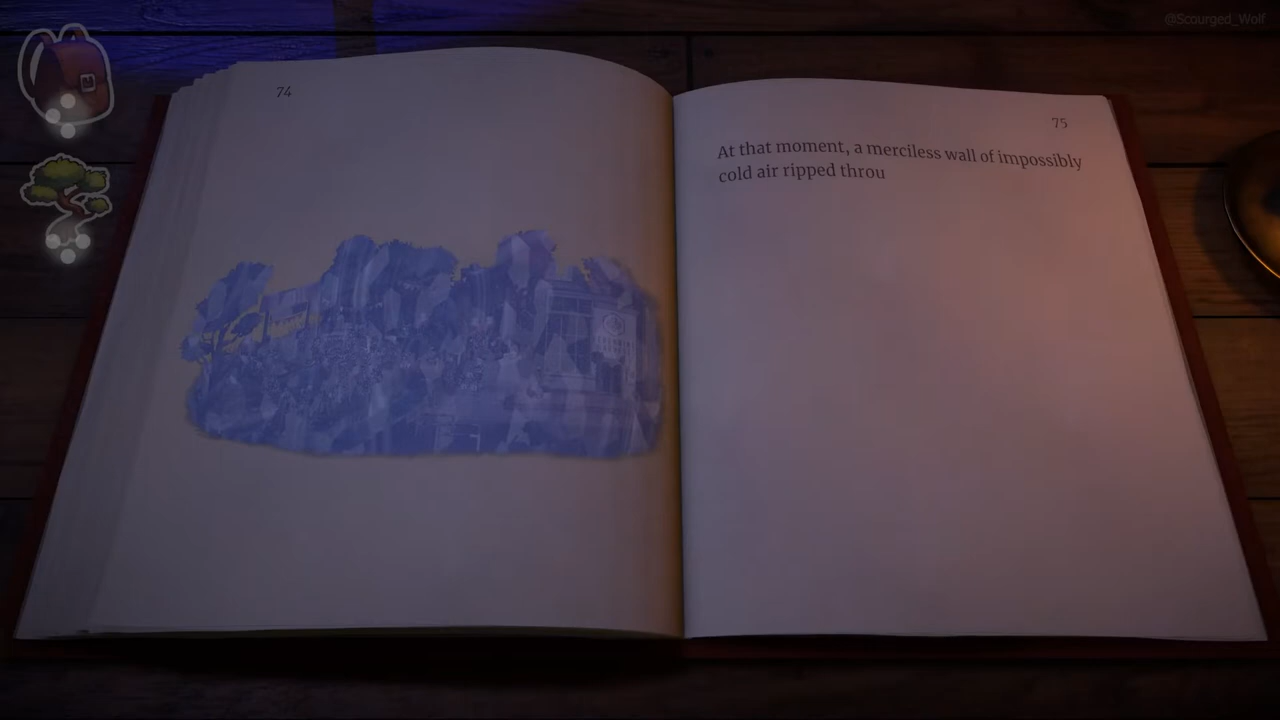 @Scourged_Wolf
74
75
At that moment, a merciless wall of impossibly
cold air ripped throu